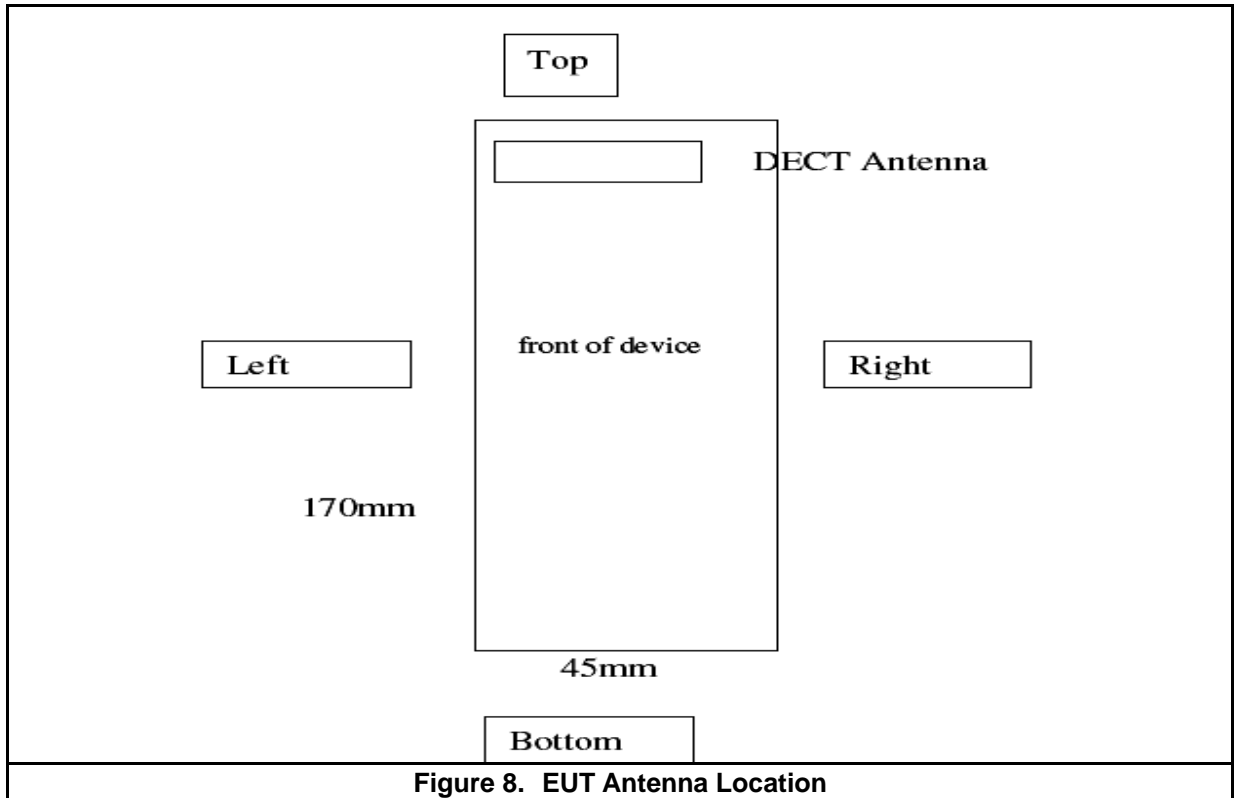 Top
DECT Antenna
front of device
Left
Right
170mm
45mm
Bottom
Figure 8. EUT Antenna Location